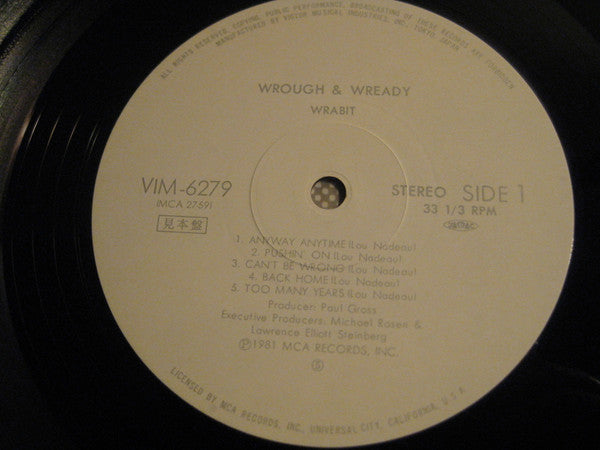 ALL RIGHTS RESERVED. COPYING, PUBLIC PERFORMANCE, BROADCASTING OF THESE RECORDS ARE FORBIDDEN
MANUFACTURED BY VICTOR MUSICAL INDUSTRIES, INC. TOKYO, JAPAN
WROUGH & WREADY
WRABIT
VIM-6279
(MCA 2759)
見本盤
STEREO SIDE 1
33 1/3 RPM
1. ANYWAY ANYTIME (Lou Nadeau)
2. PUSHIN' ON (Lou Nadeau)
3. CAN'T BE WRONG (Lou Nadeau)
4. BACK HOME (Lou Nadeau)
5. TOO MANY YEARS (Lou Nadeau)
Producer: Paul Gross
Executive Producers: Michael Rosen &
Lawrence Elliott Steinberg
Ⓟ1981 MCA RECORDS, INC.
Ⓢ
LICENSED BY MCA RECORDS, INC., UNIVERSAL CITY, CALIFORNIA, U.S.A.